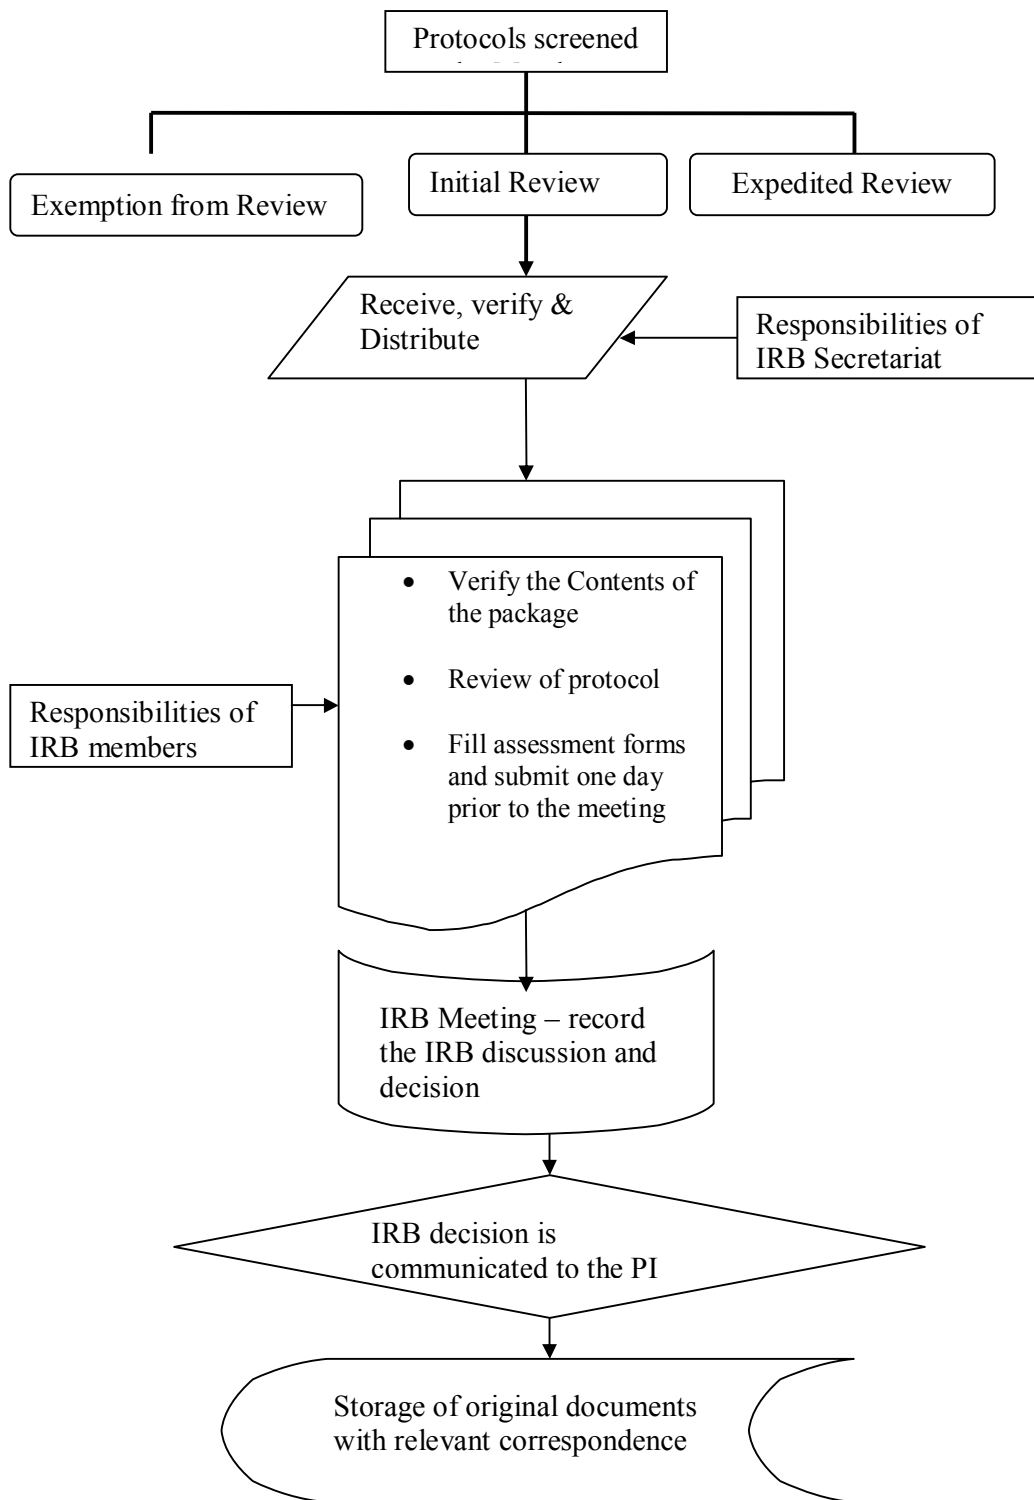 Protocols screened
Exemption from Review
Initial Review
Expedited Review
Receive, verify &
Distribute
Responsibilities of
IRB Secretariat
• Verify the Contents of
the package
• Review of protocol
• Fill assessment forms
and submit one day
prior to the meeting
Responsibilities of
IRB members
IRB Meeting – record
the IRB discussion and
decision
IRB decision is
communicated to the PI
Storage of original documents
with relevant correspondence